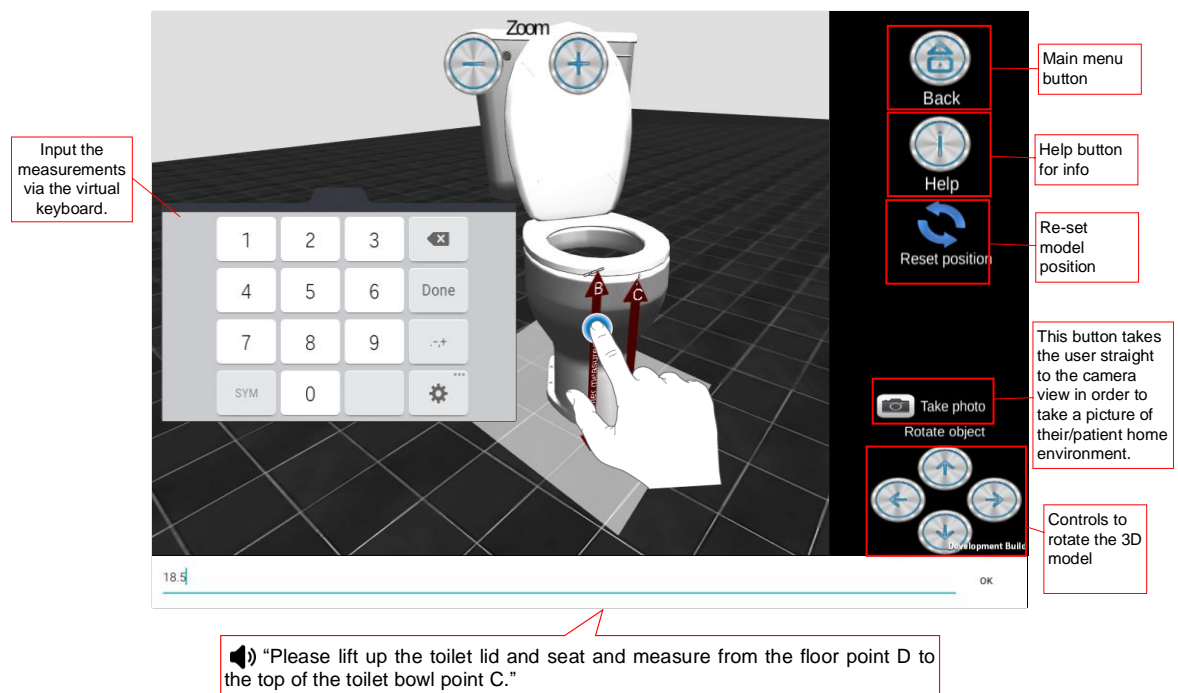 Zoom
Back
Help
Reset position
Take photo
Rotate object
Development Build
Main menu
button
Help button
for info
Re-set
model
position
This button takes
the user straight
to the camera
view in order to
take a picture of
their/patient home
environment.
Controls to
rotate the 3D
model
Input the
measurements
via the virtual
keyboard.
1 2 3
4 5 6 Done
7 8 9 .-,+
SYM 0
B
C
measure
18.5
OK
“Please lift up the toilet lid and seat and measure from the floor point D to
the top of the toilet bowl point C.”